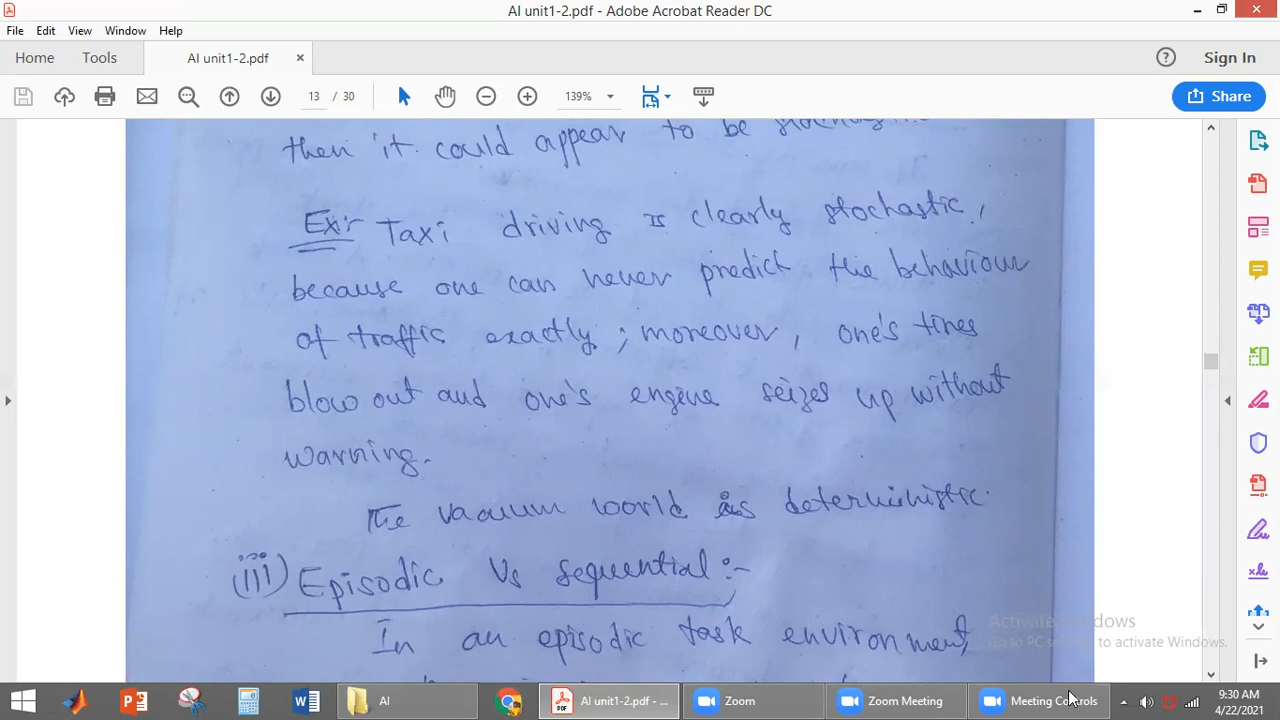 AI unit1-2.pdf - Adobe Acrobat Reader DC
File Edit View Window Help
Home Tools AI unit1-2.pdf × Sign In
13 / 30 139% Share
then it could appear to be
Ex:- Taxi driving is clearly stochastic,
because one can never predict the behaviour
of traffic exactly; moreover, one's tires
blow out and one's engine seizes up without
warning.
The vacuum world is deterministic.
(iii) Episodic Vs sequential :-
In an episodic task environment,
Activate Windows
Go to PC settings to activate Windows.
AI AI unit1-2.pdf - ... Zoom Zoom Meeting Meeting Controls 9:30 AM
4/22/2021